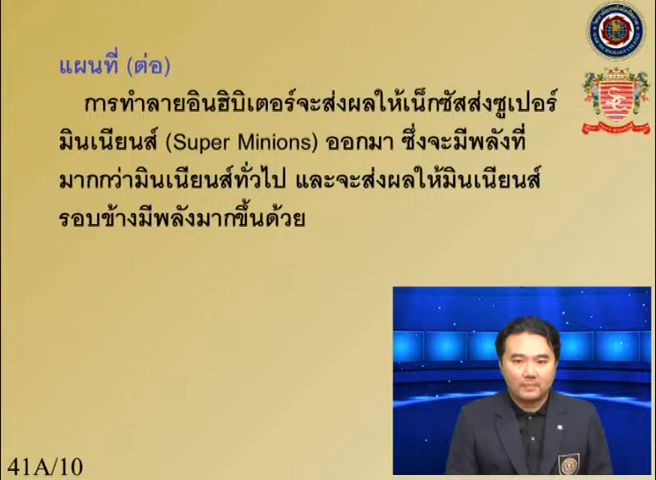 แผนที่ (ต่อ)
การทำลายอินฮิบิเตอร์จะส่งผลให้เน็กซัสส่งซูเปอร์
มินเนียนส์ (Super Minions) ออกมา ซึ่งจะมีพลังที่
มากกว่ามินเนียนส์ทั่วไป และจะส่งผลให้มินเนียนส์
รอบข้างมีพลังมากขึ้นด้วย
41A/10